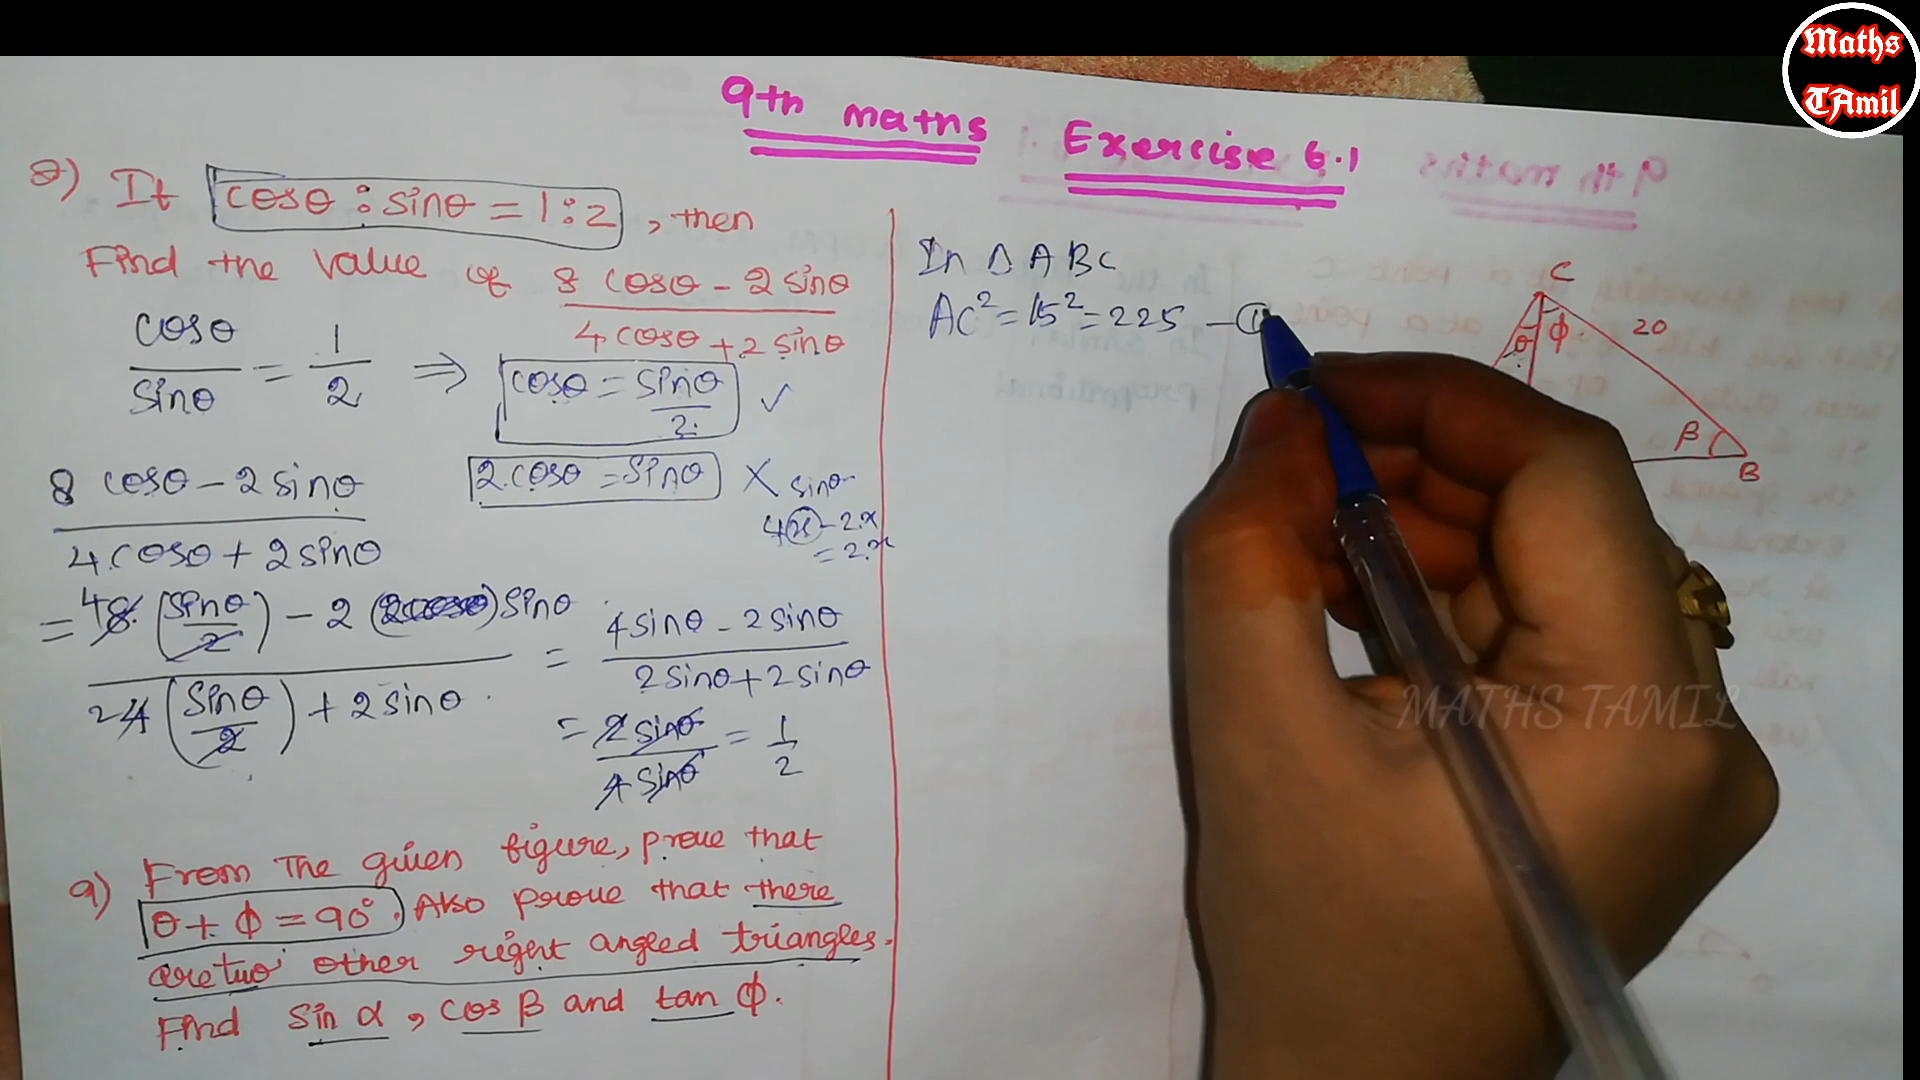 Maths
TAmil
9th maths Exercise 6.1
8) If cosθ : sinθ = 1:2, then
Find the value of 8 cosθ - 2 sinθ
4 cosθ + 2 sinθ
cosθ / sinθ = 1/2 ⇒ cosθ = sinθ/2 ✓
2 cosθ = sinθ X sinθ
4x - 2x
= 2x
8 cosθ - 2 sinθ
4 cosθ + 2 sinθ
= 8 4 (sinθ/2) - 2 sinθ
2 4 (sinθ/2) + 2 sinθ
= 4 sinθ - 2 sinθ
2 sinθ + 2 sinθ
= 2 sinθ / 4 sinθ = 1/2
9) From The given figure, prove that
θ + ϕ = 90°. Also prove that there
are two other right angled triangles.
Find sin α, cos β and tan ϕ.
In Δ ABC
AC² = 15² = 225 - ①
C
θ ϕ 20
β
B
MATHS TAMIL